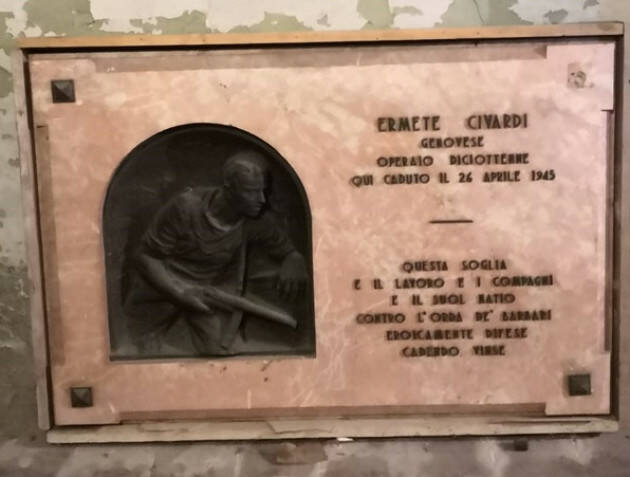 ERMETE CIVARDI
GENOVESE
OPERAIO DICIOTTENNE
QUI CADUTO IL 26 APRILE 1945
QUESTA SOGLIA
E IL LAVORO E I COMPAGNI
E IL SUOL NATIO
CONTRO L'ORDA DE' BARBARI
EROICAMENTE DIFESE
CADENDO VINSE